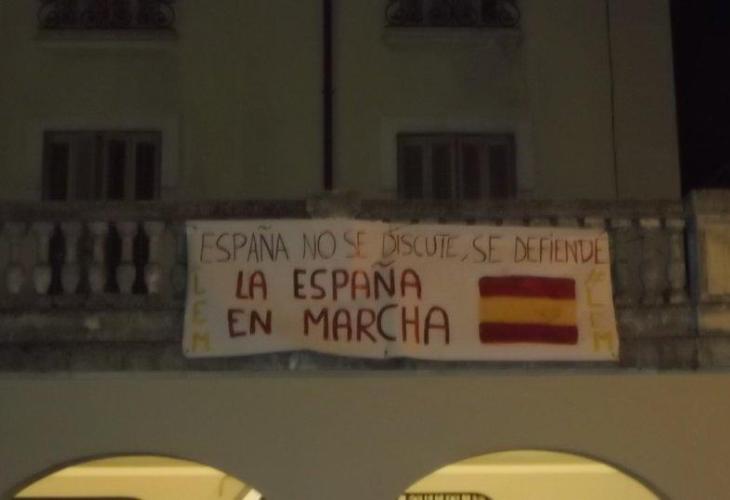 ESPAÑA NO SE DISCUTE, SE DEFIENDE
LA ESPAÑA
EN MARCHA
#LEM
#LEM